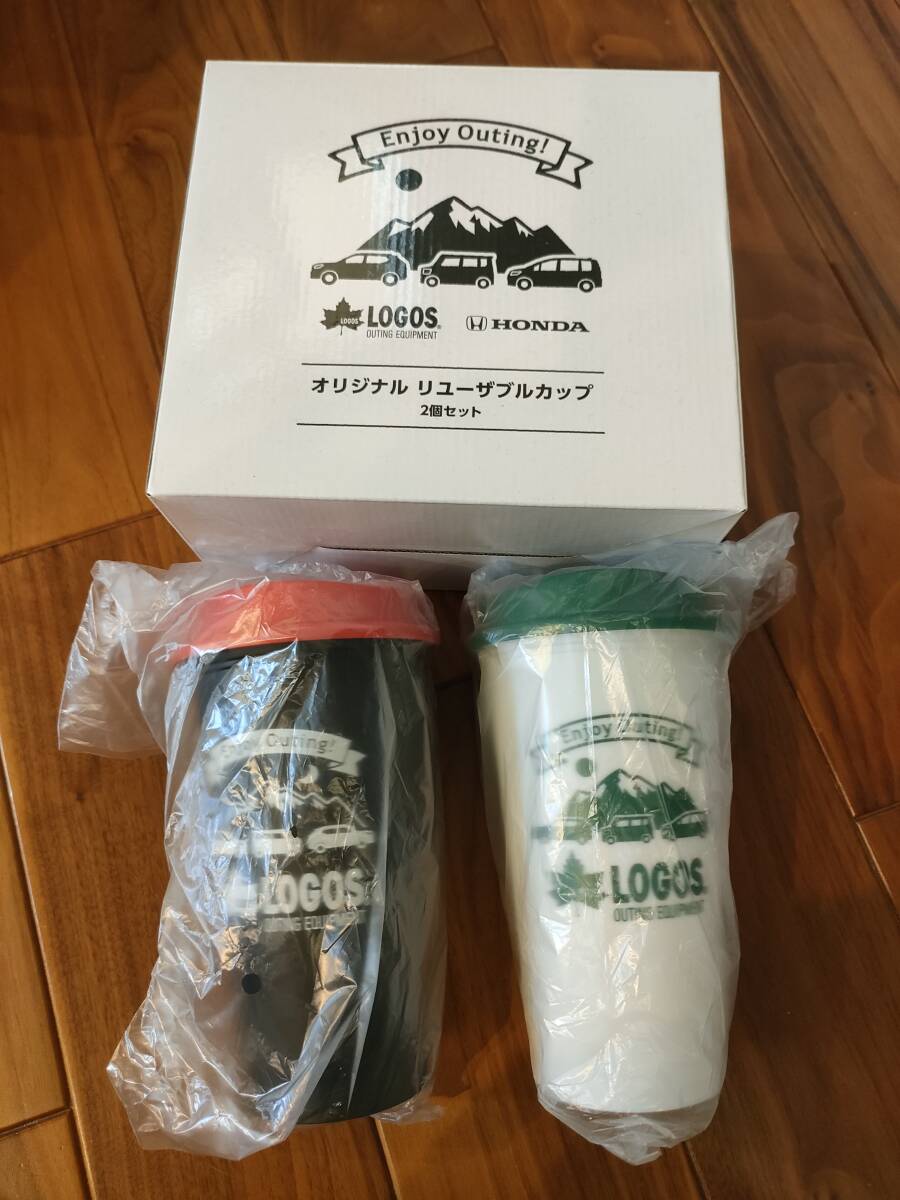 Enjoy Outing!
LOGOS
LOGOS®
OUTING EQUIPMENT
HONDA
オリジナル リユーザブルカップ
2個セット
Enjoy Outing!
LOGOS
OUTING EQUIPMENT
Enjoy Outing!
LOGOS
OUTING EQUIPMENT